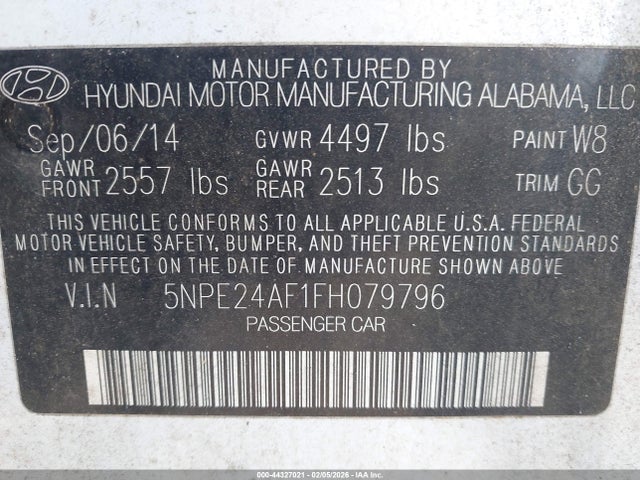 MANUFACTURED BY
HYUNDAI MOTOR MANUFACTURING ALABAMA, LLC
Sep/06/14 GVWR 4497 lbs PAINT W8
GAWR FRONT 2557 lbs GAWR REAR 2513 lbs TRIM GG
THIS VEHICLE CONFORMS TO ALL APPLICABLE U.S.A. FEDERAL
MOTOR VEHICLE SAFETY, BUMPER, AND THEFT PREVENTION STANDARDS
IN EFFECT ON THE DATE OF MANUFACTURE SHOWN ABOVE
V.I.N 5NPE24AF1FH079796
PASSENGER CAR
000-44327021 - 02/05/2026 - IAAI